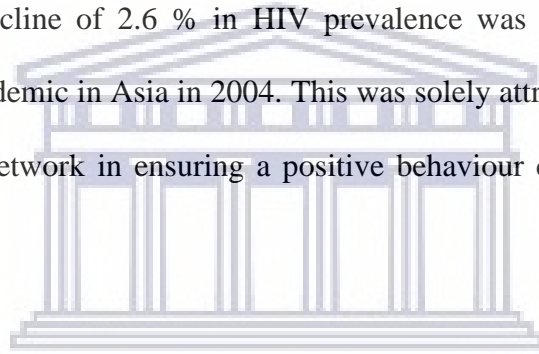 cline of 2.6 % in HIV prevalence was
demic in Asia in 2004. This was solely attr
etwork in ensuring a positive behaviour